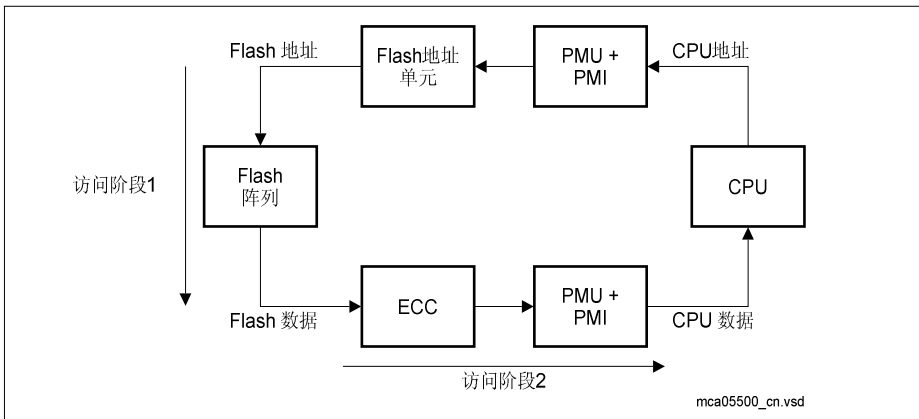 Flash 地址
Flash地址
单元
PMU +
PMI
CPU地址
访问阶段1
Flash
阵列
CPU
Flash 数据
ECC
PMU +
PMI
CPU 数据
访问阶段2
mca05500_cn.vsd